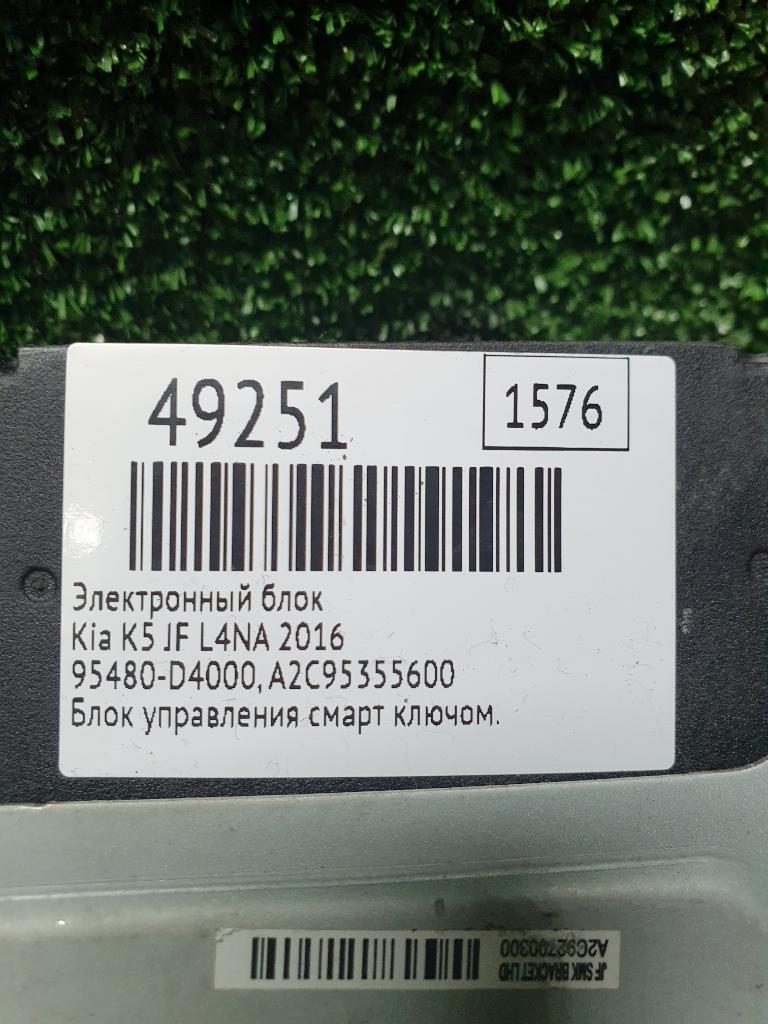 49251
1576
Электронный блок
Kia K5 JF L4NA 2016
95480-D4000, A2C95355600
Блок управления смарт ключом.
JF SMK BRACKET LHD
A2C92700300